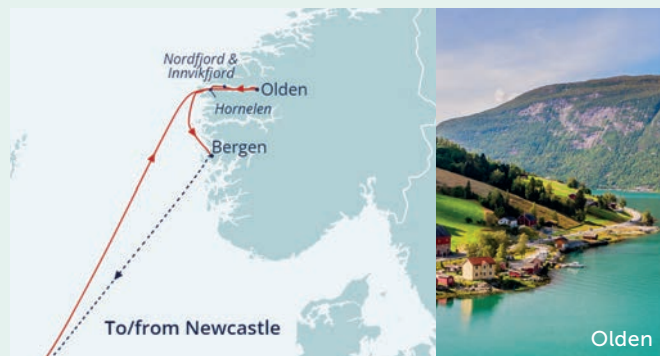 Nordfjord &
Innvikfjord
Olden
Hornelen
Bergen
To/from Newcastle
Olden